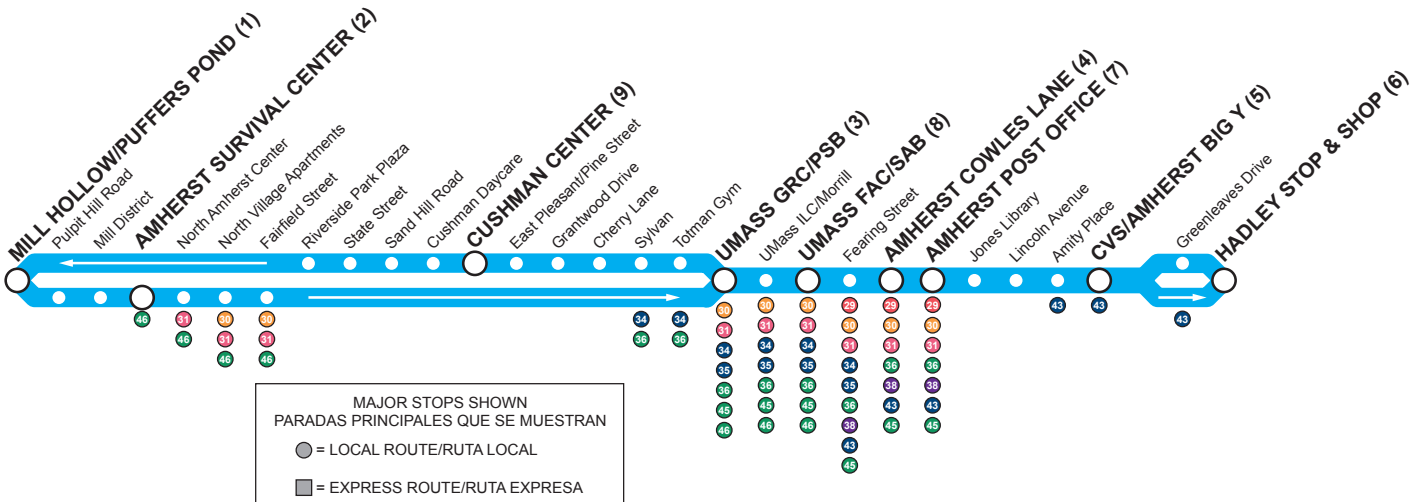 MILL HOLLOW/PUFFERS POND (1)
Pulpit Hill Road
Mill District
AMHERST SURVIVAL CENTER (2)
North Amherst Center
North Village Apartments
Fairfield Street
Riverside Park Plaza
State Street
Sand Hill Road
Cushman Daycare
CUSHMAN CENTER (9)
East Pleasant/Pine Street
Grantwood Drive
Cherry Lane
Sylvan
Totman Gym
UMASS GRC/PSB (3)
UMass ILC/Morrill
UMASS FAC/SAB (8)
Fearing Street
AMHERST COWLES LANE (4)
AMHERST POST OFFICE (7)
Jones Library
Lincoln Avenue
Amity Place
CVS/AMHERST BIG Y (5)
Greenleaves Drive
HADLEY STOP & SHOP (6)
46
31
46
30
31
46
30
31
46
34
36
34
36
30
31
34
35
36
45
46
30
31
34
35
36
45
46
30
31
34
35
36
45
46
29
30
31
34
35
36
38
43
45
29
30
31
36
38
43
45
29
30
31
36
38
43
45
43
43
43
MAJOR STOPS SHOWN
PARADAS PRINCIPALES QUE SE MUESTRAN
= LOCAL ROUTE/RUTA LOCAL
= EXPRESS ROUTE/RUTA EXPRESA